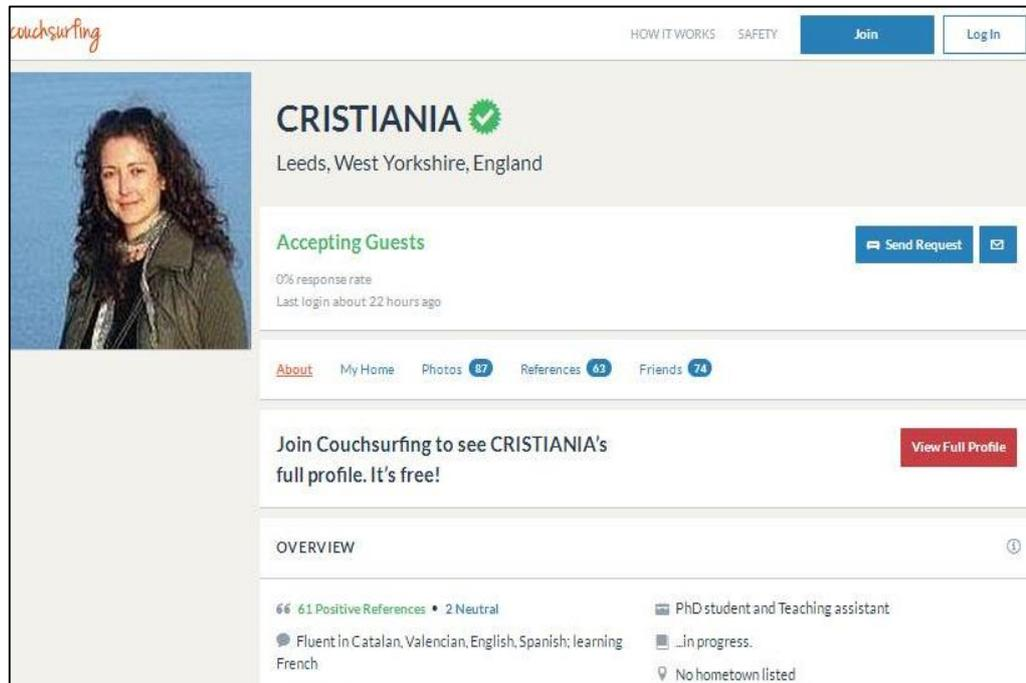 couchsurfing
HOW IT WORKS SAFETY Join Log In
CRISTIANIA
Leeds, West Yorkshire, England
Accepting Guests
Send Request
0% response rate
Last login about 22 hours ago
About My Home Photos 87 References 63 Friends 74
Join Couchsurfing to see CRISTIANIA's
full profile. It's free!
View Full Profile
OVERVIEW
61 Positive References • 2 Neutral
Fluent in Catalan, Valencian, English, Spanish; learning
French
PhD student and Teaching assistant
...in progress.
No hometown listed